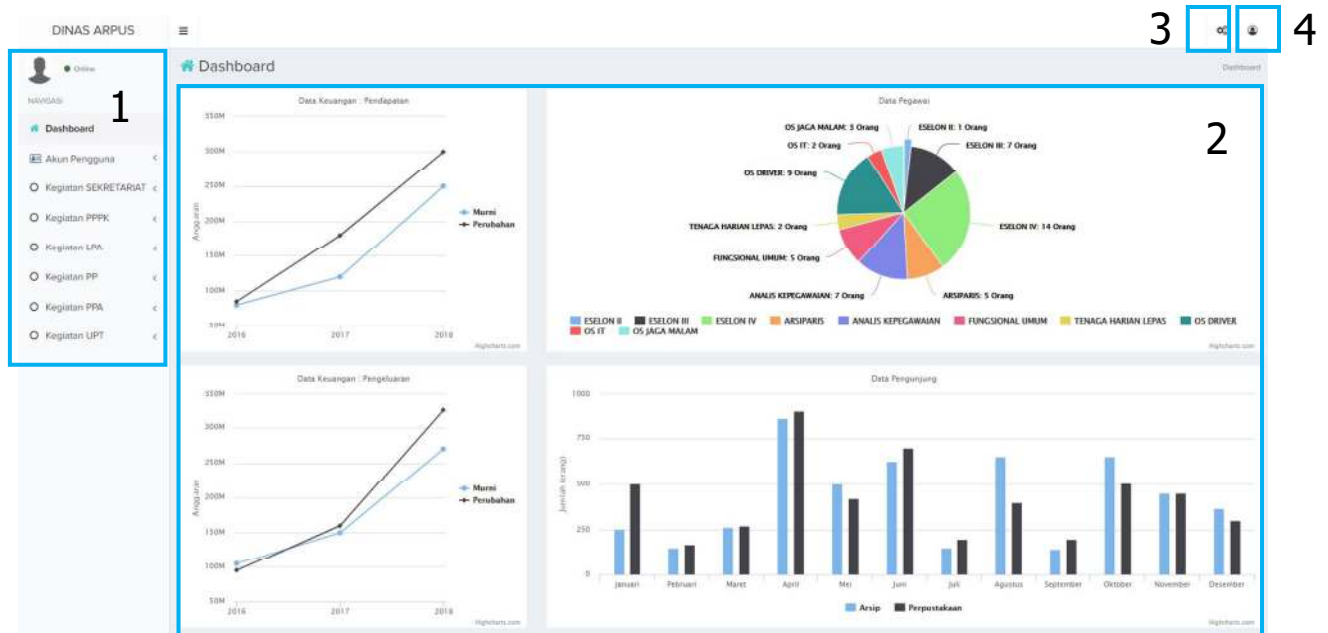 DINAS ARPUS
3
4
Online
Dashboard
Dashboard
NAVIGASI
1
Dashboard
Akun Pengguna
Kegiatan SEKRETARIAT
Kegiatan PPPK
Kegiatan LPA
Kegiatan PP
Kegiatan PPA
Kegiatan UPT
Data Keuangan : Pendapatan
350M
300M
250M
200M
150M
100M
50M
Anggaran
2016
2017
2018
Murni
Perubahan
Highcharts.com
Data Pegawai
2
OS JAGA MALAM: 3 Orang
ESELON II: 1 Orang
OS IT: 2 Orang
ESELON III: 7 Orang
OS DRIVER: 9 Orang
TENAGA HARIAN LEPAS: 2 Orang
ESELON IV: 14 Orang
FUNGSIONAL UMUM: 5 Orang
ANALIS KEPEGAWAIAN: 7 Orang
ARSIPARIS: 5 Orang
ESELON II ESELON III ESELON IV ARSIPARIS ANALIS KEPEGAWAIAN FUNGSIONAL UMUM TENAGA HARIAN LEPAS OS DRIVER
OS IT OS JAGA MALAM
Highcharts.com
Data Keuangan : Pengeluaran
350M
300M
250M
200M
150M
100M
50M
Anggaran
2016
2017
2018
Murni
Perubahan
Highcharts.com
Data Pengunjung
1000
750
500
250
0
Jumlah (orang)
Januari
Pebruari
Maret
April
Mei
Juni
Juli
Agustus
September
Oktober
November
Desember
Arsip
Perpustakaan
Highcharts.com